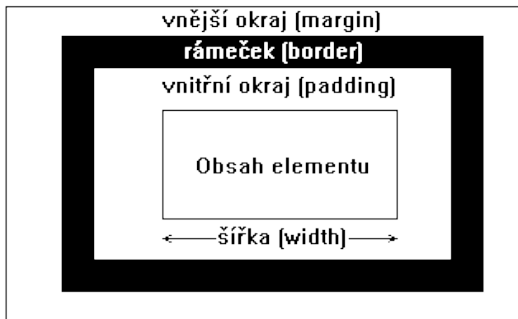 vnější okraj (margin)
rámeček (border)
vnitřní okraj (padding)
Obsah elementu
šířka (width)